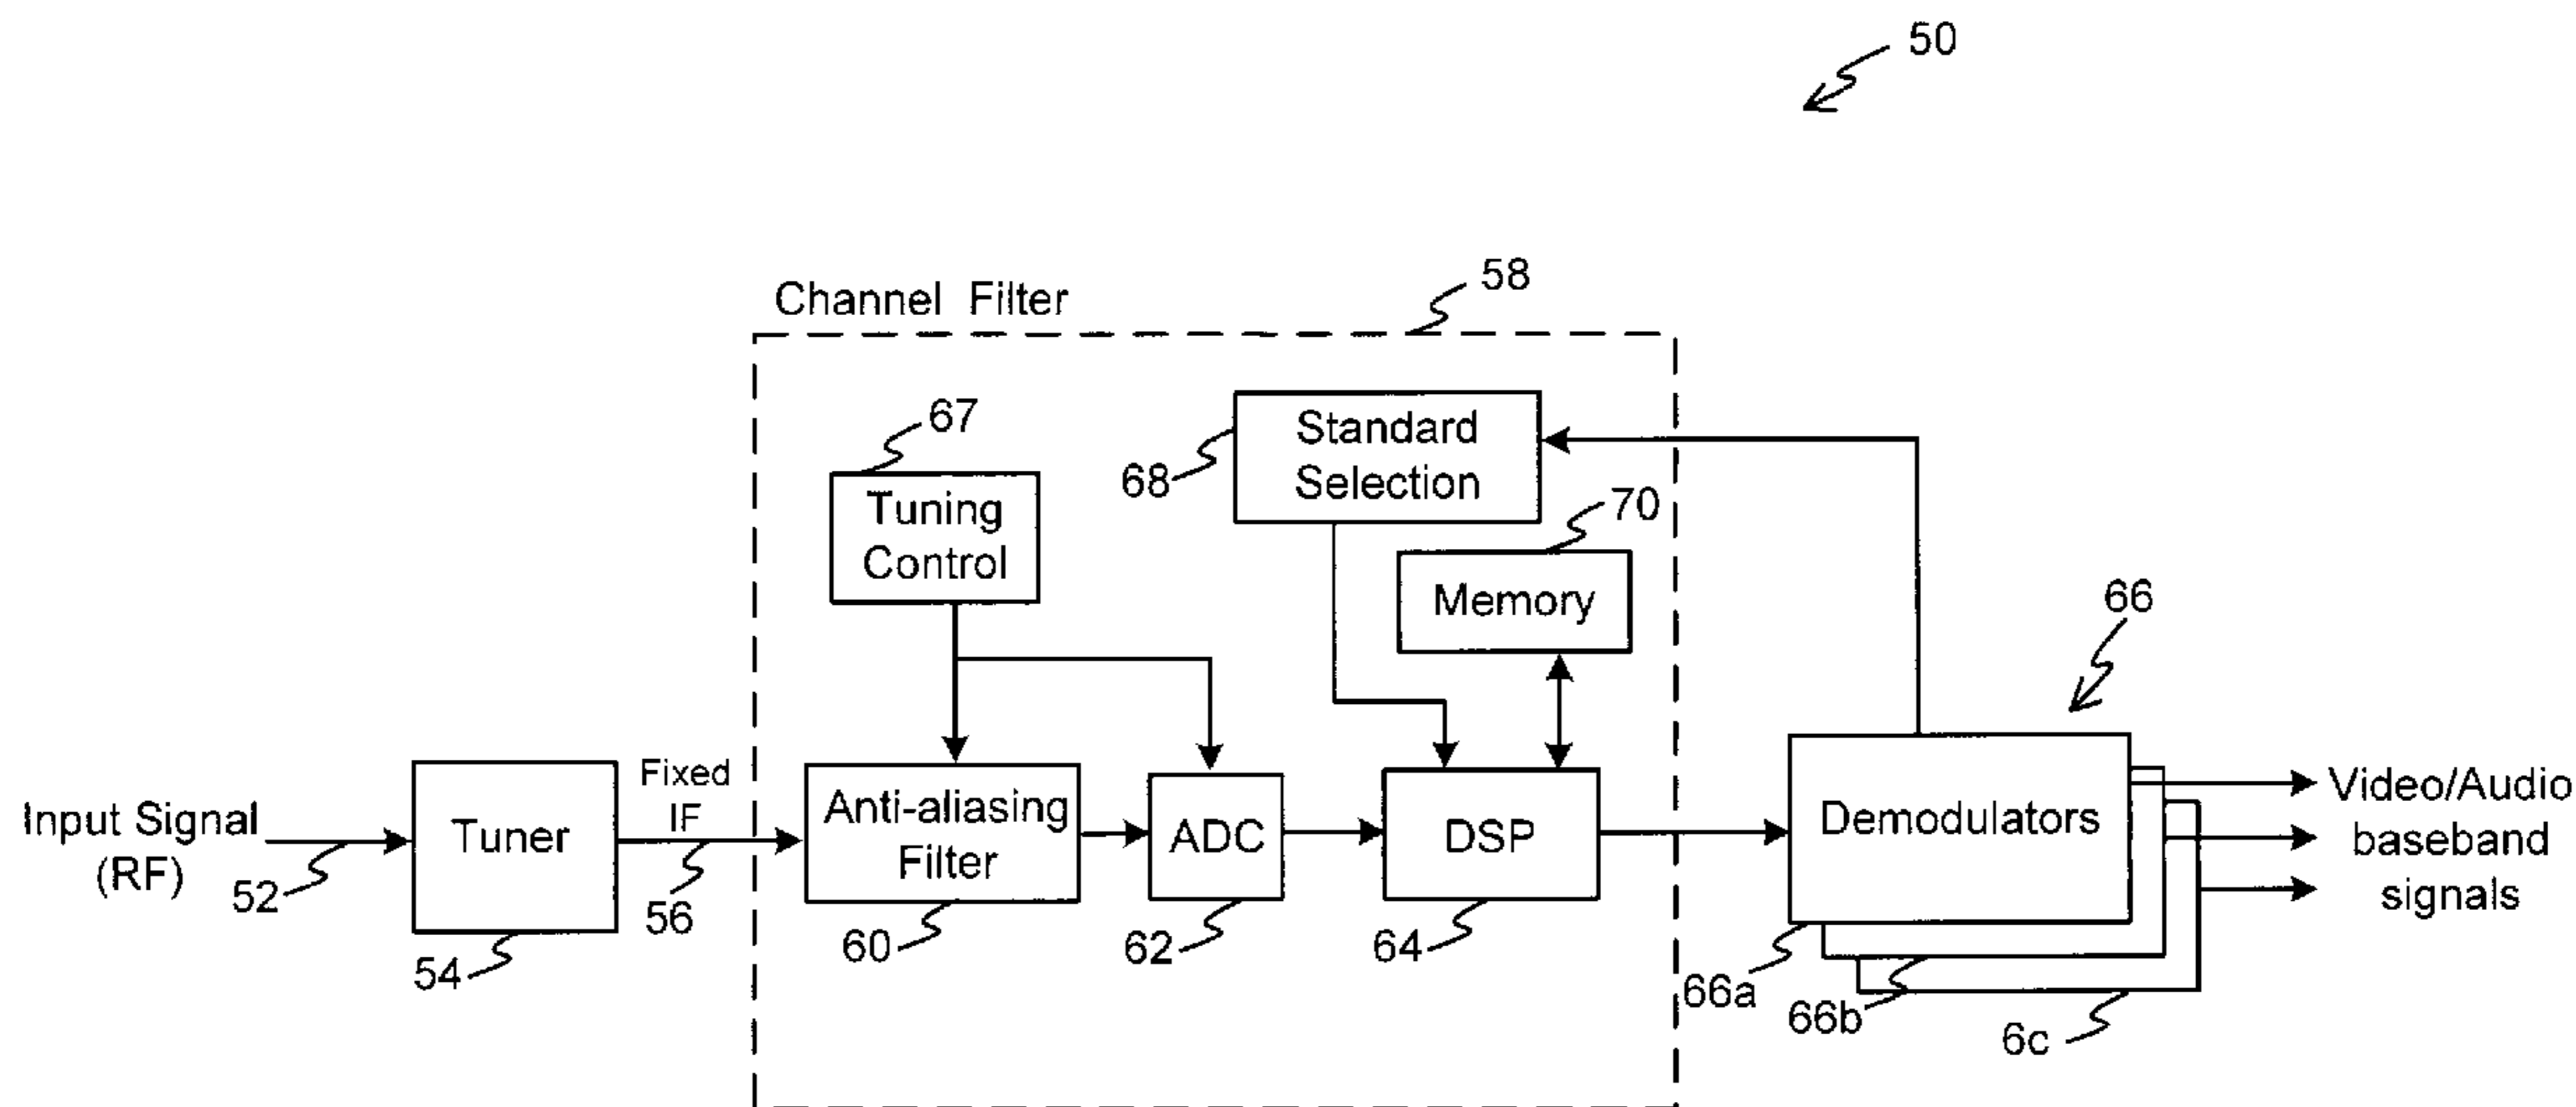 50
58
Channel Filter
67
68
Standard
Selection
70
Tuning
Control
Memory
66
Input Signal
(RF)
52
Tuner
54
Fixed
IF
56
Anti-aliasing
Filter
60
ADC
62
DSP
64
Demodulators
66a
66b
6c
Video/Audio
baseband
signals